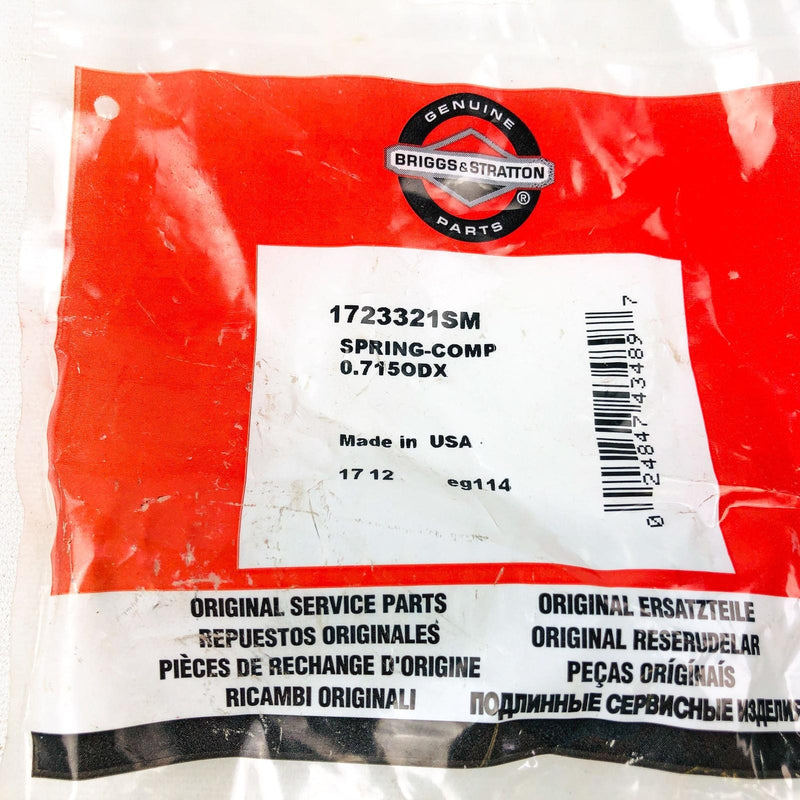 GENUINE
BRIGGS&STRATTON
®
PARTS
1723321SM
SPRING-COMP
0.715ODX
Made in USA
17 12 eg114
0 24847 43489 7
ORIGINAL SERVICE PARTS
REPUESTOS ORIGINALES
PIÈCES DE RECHANGE D'ORIGINE
RICAMBI ORIGINALI
ORIGINAL ERSATZTEILE
ORIGINAL RESERUDELAR
PEÇAS ORÍGÍNAÍS
ПОДЛИННЫЕ СЕРВИСНЫЕ